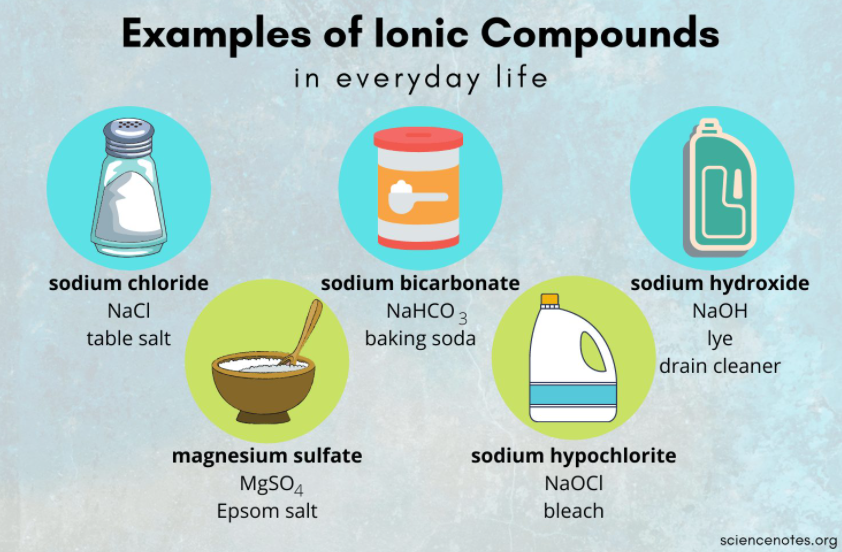 Examples of Ionic Compounds
in everyday life
sodium chloride
NaCl
table salt
sodium bicarbonate
NaHCO₃
baking soda
sodium hydroxide
NaOH
lye
drain cleaner
magnesium sulfate
MgSO₄
Epsom salt
sodium hypochlorite
NaOCl
bleach
sciencenotes.org